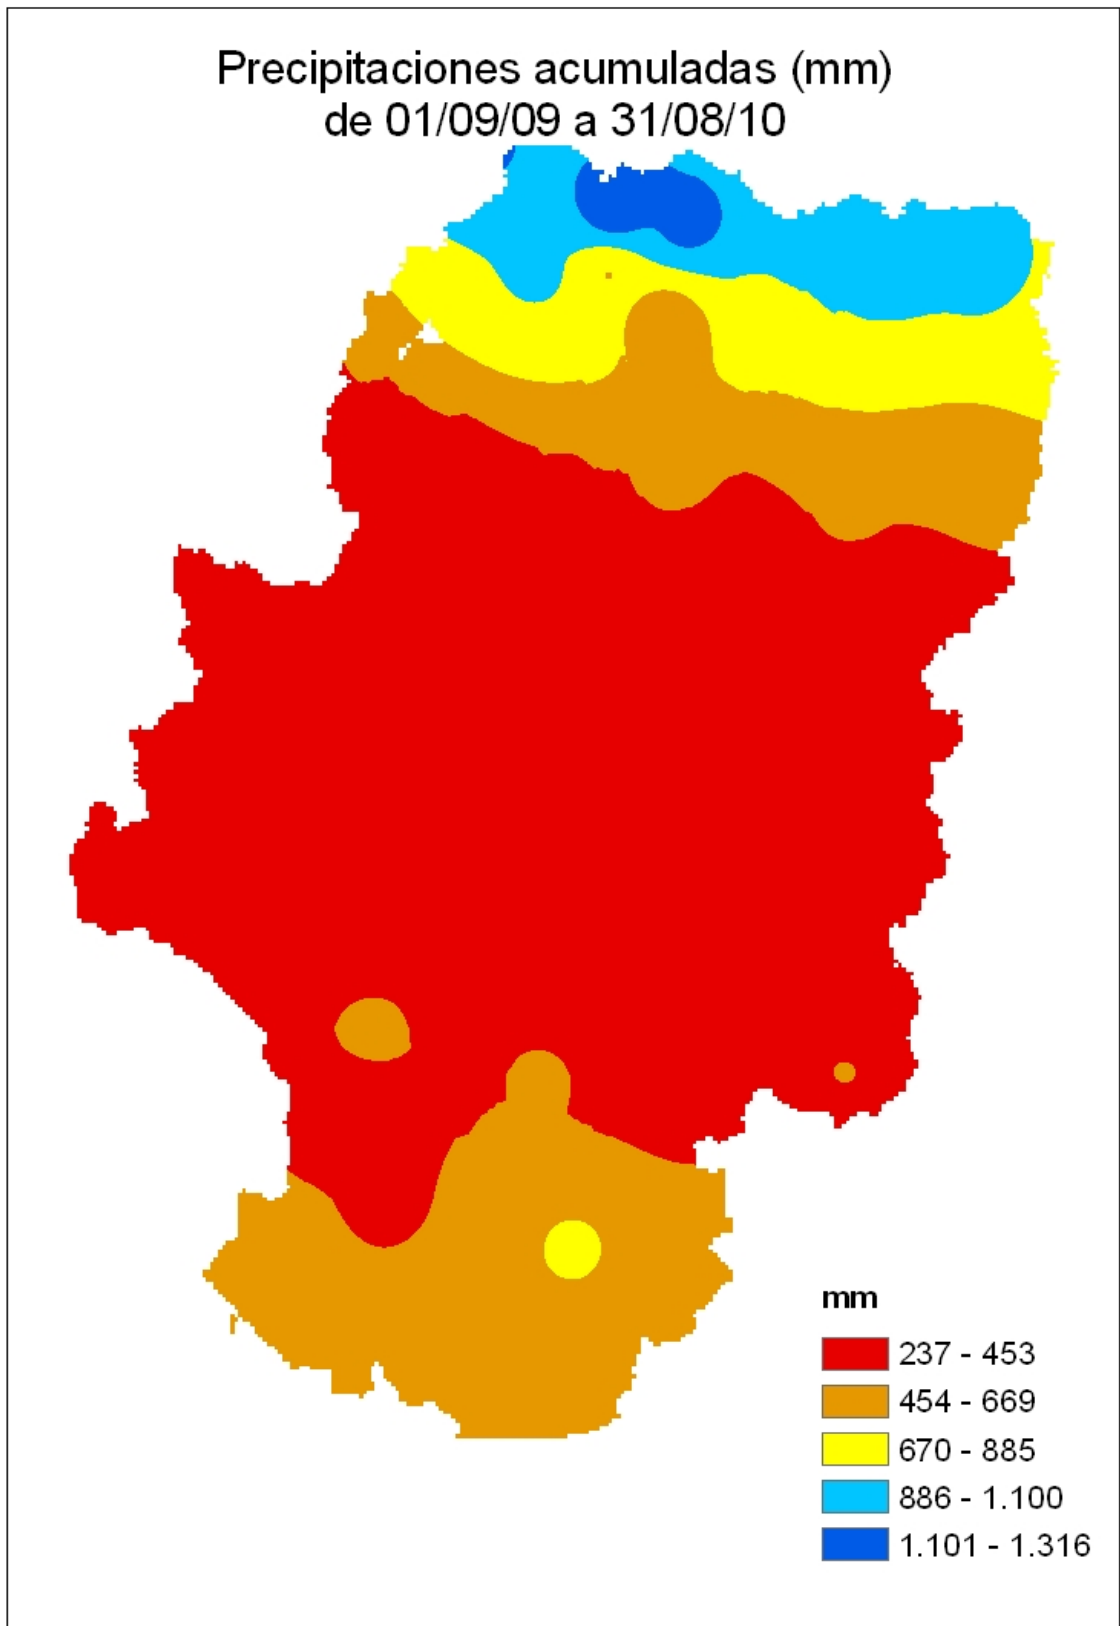 Precipitaciones acumuladas (mm)
de 01/09/09 a 31/08/10
mm
237 - 453
454 - 669
670 - 885
886 - 1.100
1.101 - 1.316